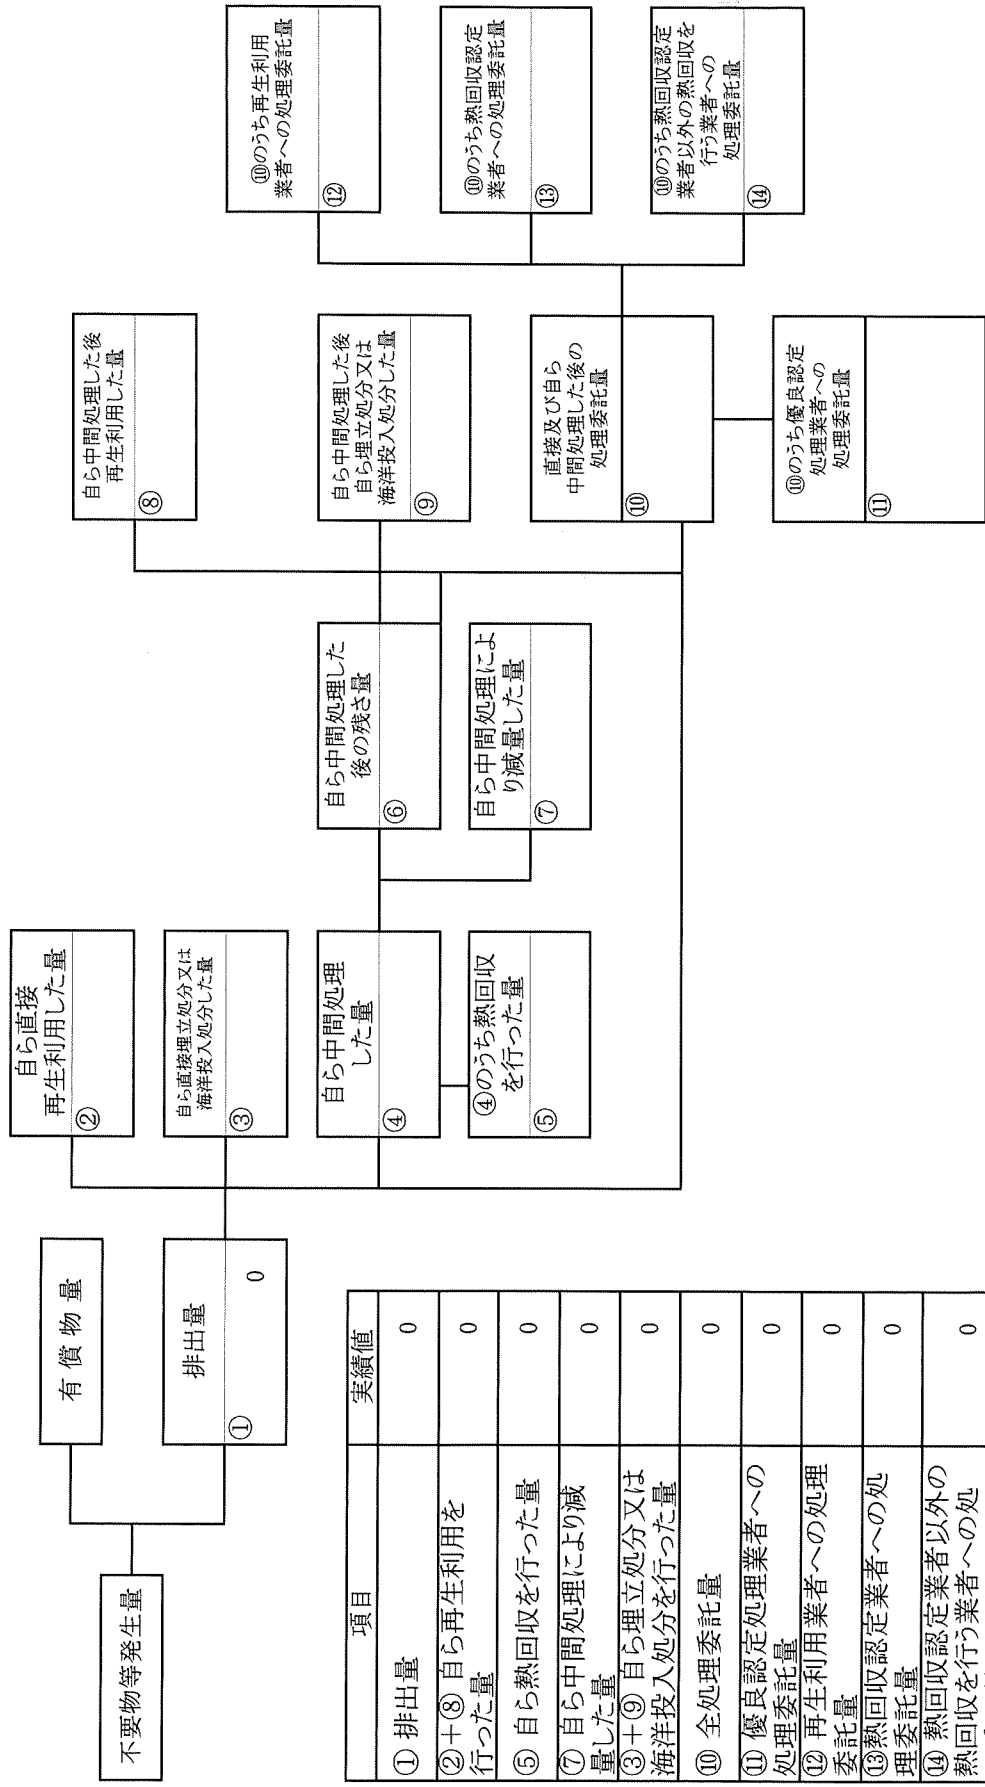 不要物等発生量
有償物量
排出量
① 0
自ら直接
再生利用した量
②
自ら直接埋立処分又は
海洋投入処分した量
③
自ら中間処理
した量
④
④のうち熱回収
を行った量
⑤
自ら中間処理した
後の残さ量
⑥
自ら中間処理によ
り減量した量
⑦
自ら中間処理した後
再生利用した量
⑧
自ら中間処理した後
自ら埋立処分又は
海洋投入処分した量
⑨
直接及び自ら
中間処理した後の
処理委託量
⑩
⑩のうち優良認定
処理業者への
処理委託量
⑪
⑩のうち再生利用
業者への処理委託量
⑫
⑩のうち熱回収認定
業者への処理委託量
⑬
⑩のうち熱回収認定
業者以外の熱回収を
行う業者への
処理委託量
⑭
項目 実績値
① 排出量 0
②+⑧ 自ら再生利用を
行った量 0
⑤ 自ら熱回収を行った量 0
⑦ 自ら中間処理により減
量した量 0
③+⑨ 自ら埋立処分又は
海洋投入処分を行った量 0
⑩ 全処理委託量 0
⑪ 優良認定処理業者への
処理委託量 0
⑫ 再生利用業者への処理
委託量 0
⑬熱回収認定業者への処
理委託量 0
⑭ 熱回収認定業者以外の
熱回収を行う業者への処 0